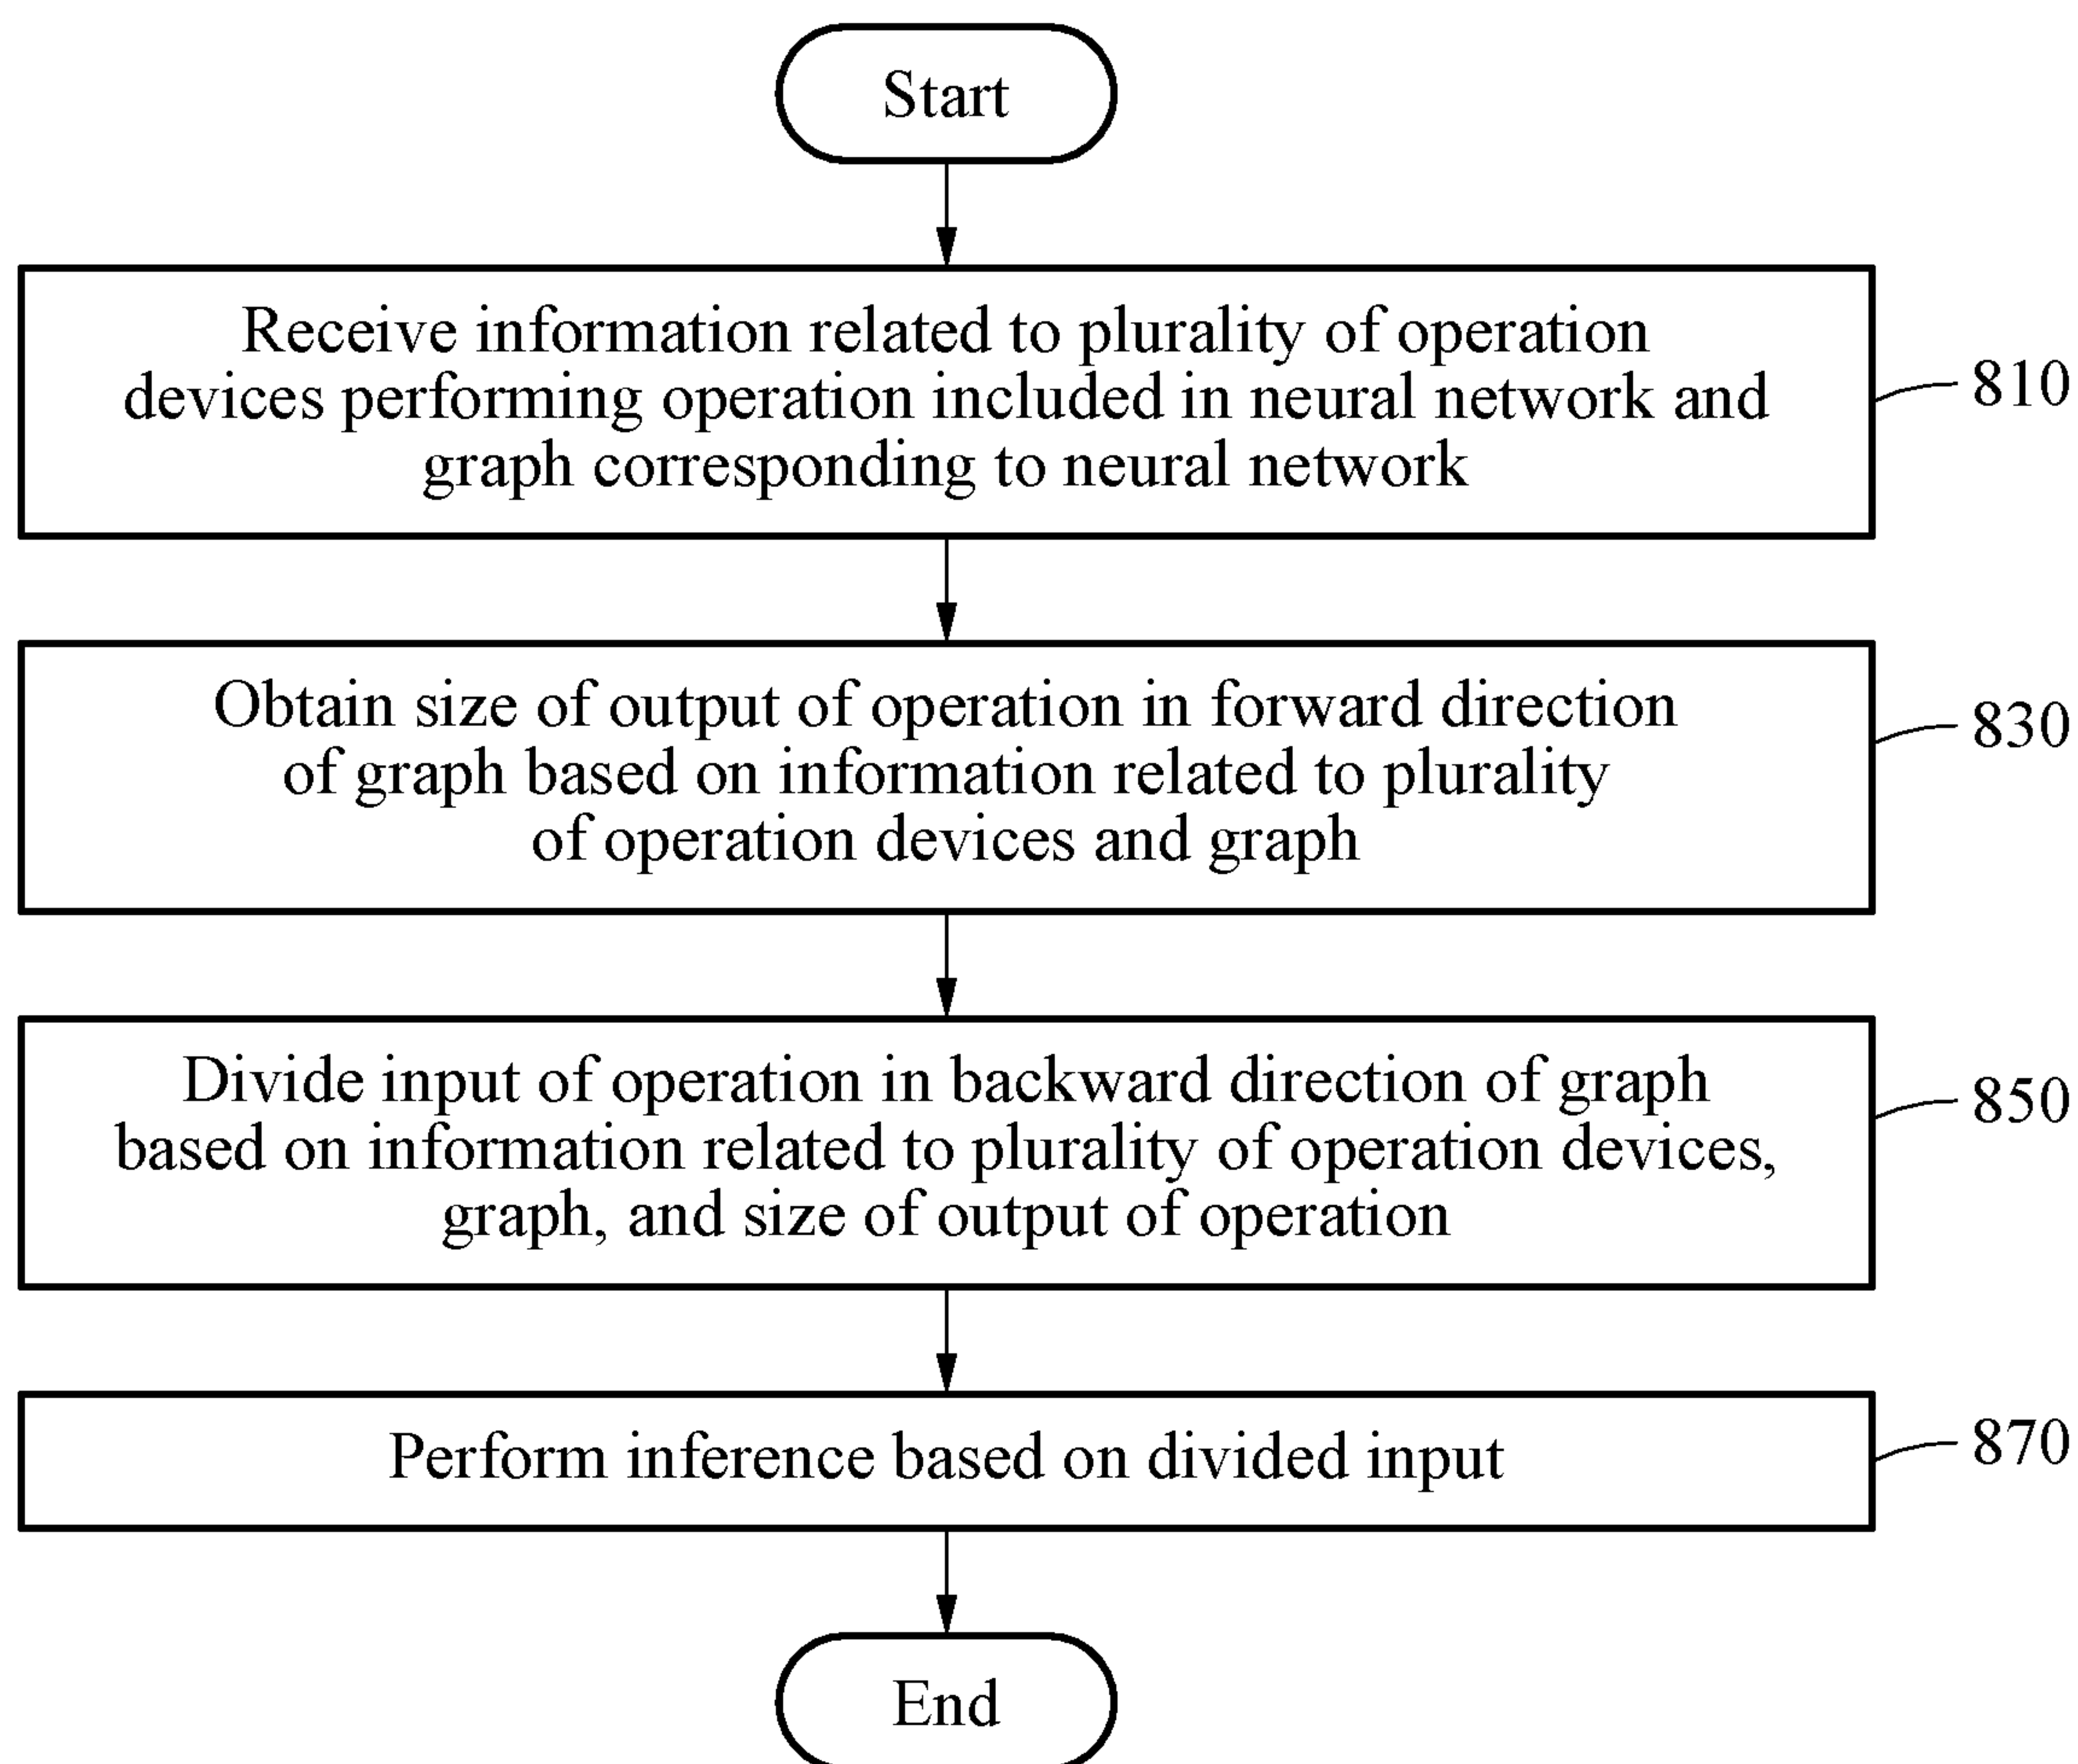 Start
Receive information related to plurality of operation
devices performing operation included in neural network and
graph corresponding to neural network
810
Obtain size of output of operation in forward direction
of graph based on information related to plurality
of operation devices and graph
830
Divide input of operation in backward direction of graph
based on information related to plurality of operation devices,
graph, and size of output of operation
850
Perform inference based on divided input
870
End